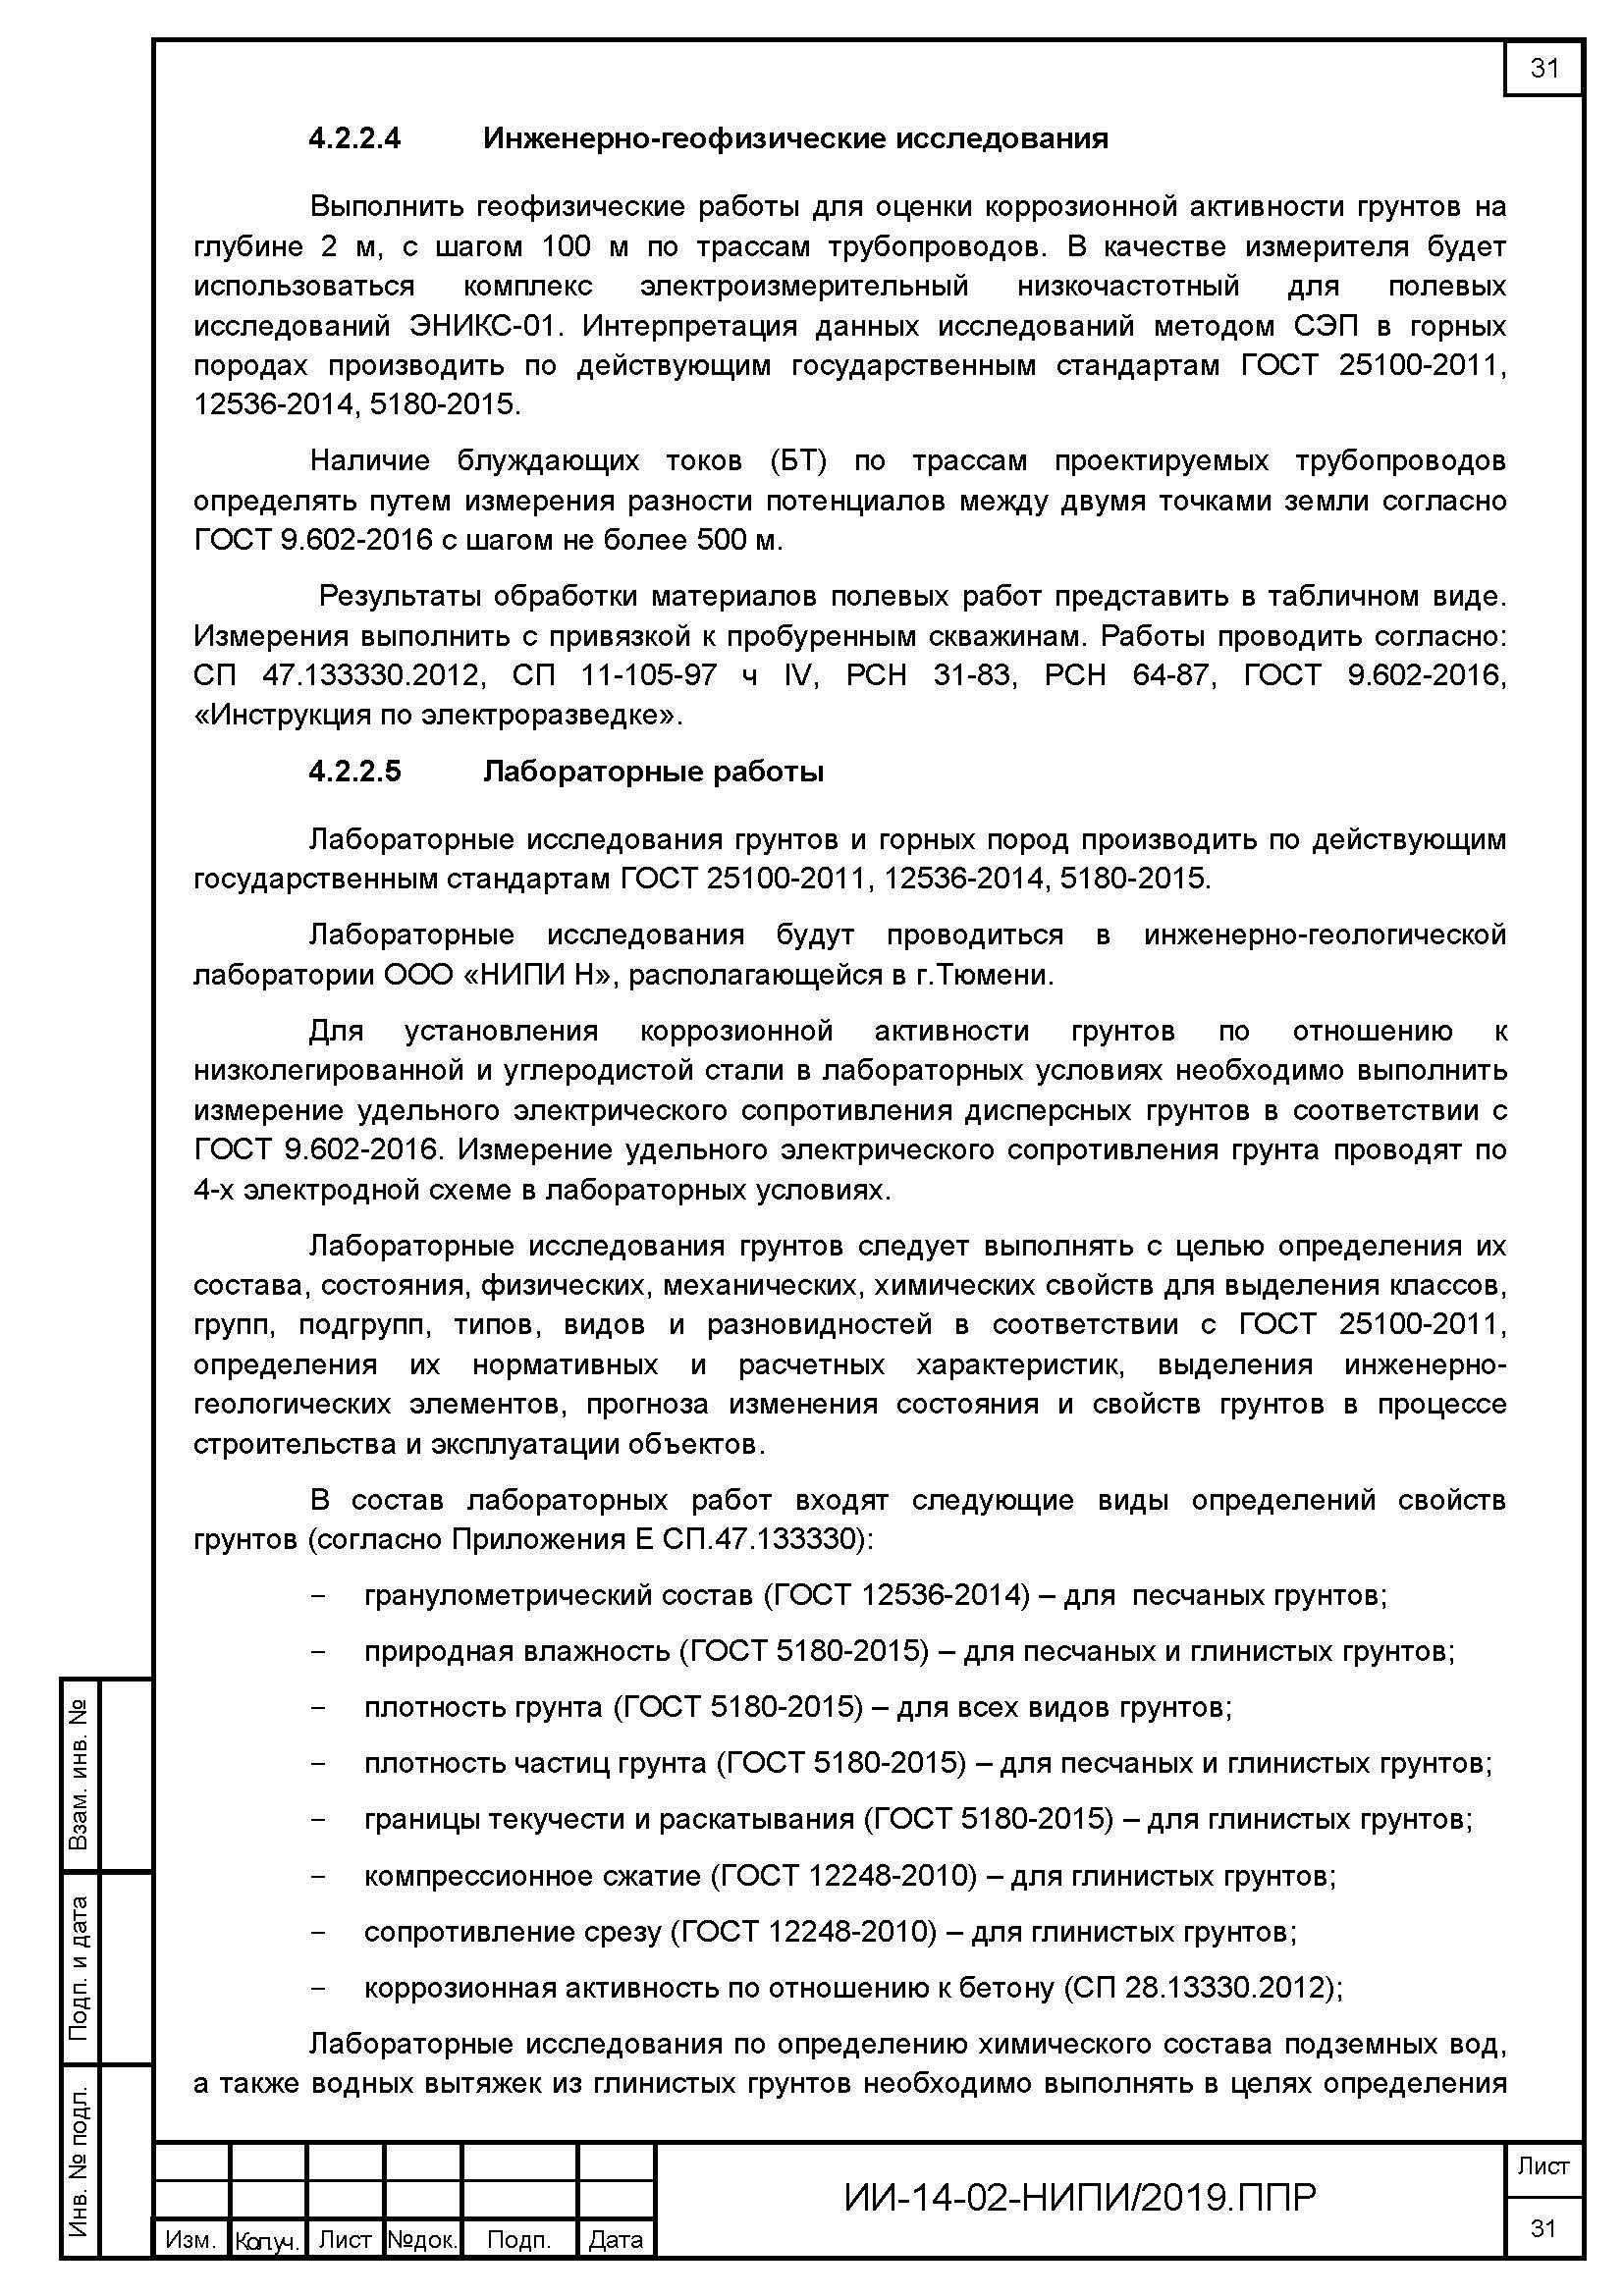 31
4.2.2.4 Инженерно-геофизические исследования
Выполнить геофизические работы для оценки коррозионной активности грунтов на
глубине 2 м, с шагом 100 м по трассам трубопроводов. В качестве измерителя будет
использоваться комплекс электроизмерительный низкочастотный для полевых
исследований ЭНИКС-01. Интерпретация данных исследований методом СЭП в горных
породах производить по действующим государственным стандартам ГОСТ 25100-2011,
12536-2014, 5180-2015.
Наличие блуждающих токов (БТ) по трассам проектируемых трубопроводов
определять путем измерения разности потенциалов между двумя точками земли согласно
ГОСТ 9.602-2016 с шагом не более 500 м.
Результаты обработки материалов полевых работ представить в табличном виде.
Измерения выполнить с привязкой к пробуренным скважинам. Работы проводить согласно:
СП 47.133330.2012, СП 11-105-97 ч IV, РСН 31-83, РСН 64-87, ГОСТ 9.602-2016,
«Инструкция по электроразведке».
4.2.2.5 Лабораторные работы
Лабораторные исследования грунтов и горных пород производить по действующим
государственным стандартам ГОСТ 25100-2011, 12536-2014, 5180-2015.
Лабораторные исследования будут проводиться в инженерно-геологической
лаборатории ООО «НИПИ Н», располагающейся в г.Тюмени.
Для установления коррозионной активности грунтов по отношению к
низколегированной и углеродистой стали в лабораторных условиях необходимо выполнить
измерение удельного электрического сопротивления дисперсных грунтов в соответствии с
ГОСТ 9.602-2016. Измерение удельного электрического сопротивления грунта проводят по
4-х электродной схеме в лабораторных условиях.
Лабораторные исследования грунтов следует выполнять с целью определения их
состава, состояния, физических, механических, химических свойств для выделения классов,
групп, подгрупп, типов, видов и разновидностей в соответствии с ГОСТ 25100-2011,
определения их нормативных и расчетных характеристик, выделения инженерно-
геологических элементов, прогноза изменения состояния и свойств грунтов в процессе
строительства и эксплуатации объектов.
В состав лабораторных работ входят следующие виды определений свойств
грунтов (согласно Приложения Е СП.47.133330):
− гранулометрический состав (ГОСТ 12536-2014) – для песчаных грунтов;
− природная влажность (ГОСТ 5180-2015) – для песчаных и глинистых грунтов;
− плотность грунта (ГОСТ 5180-2015) – для всех видов грунтов;
− плотность частиц грунта (ГОСТ 5180-2015) – для песчаных и глинистых грунтов;
− границы текучести и раскатывания (ГОСТ 5180-2015) – для глинистых грунтов;
− компрессионное сжатие (ГОСТ 12248-2010) – для глинистых грунтов;
− сопротивление срезу (ГОСТ 12248-2010) – для глинистых грунтов;
− коррозионная активность по отношению к бетону (СП 28.13330.2012);
Лабораторные исследования по определению химического состава подземных вод,
а также водных вытяжек из глинистых грунтов необходимо выполнять в целях определения
Взам. инв. №
Подп. и дата
Инв. № подл.
Изм. Кол.уч. Лист №док. Подп. Дата
ИИ-14-02-НИПИ/2019.ППР
Лист
31